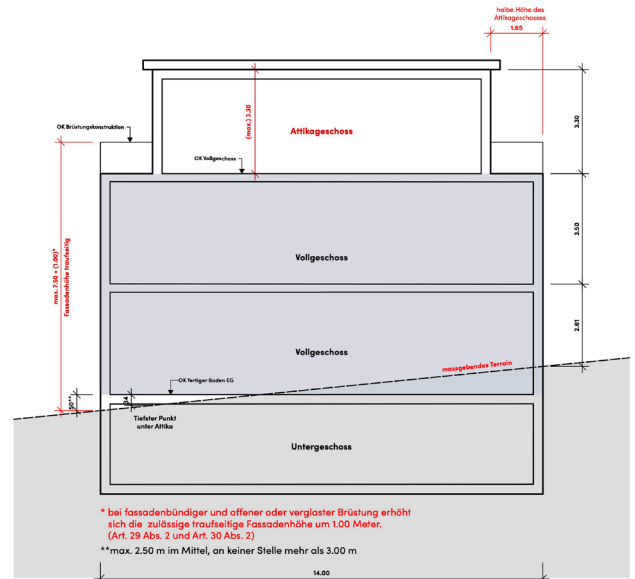 halbe Höhe des
Attikageschosses
1.65
OK Brüstungskonstruktion
(max.) 3.30
Attikageschoss
3.30
OK Vollgeschoss
max. 7.50 + (1.00)*
Fassadenhöhe traufseitig
Vollgeschoss
3.50
Vollgeschoss
2.61
massgebendes Terrain
OK fertiger Boden EG
50**
34
Tiefster Punkt
unter Attika
Untergeschoss
* bei fassadenbündiger und offener oder verglaster Brüstung erhöht
sich die zulässige traufseitige Fassadenhöhe um 1.00 Meter.
(Art. 29 Abs. 2 und Art. 30 Abs. 2)
**max. 2.50 m im Mittel, an keiner Stelle mehr als 3.00 m
14.00